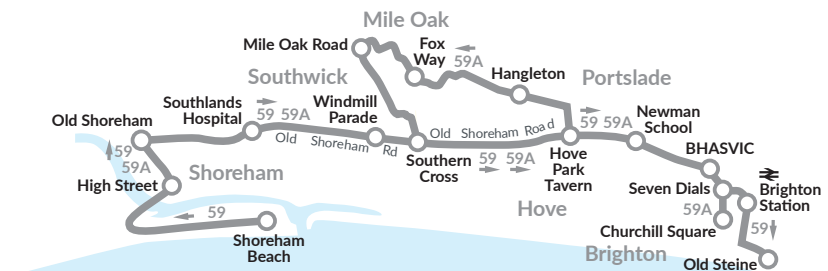 Mile Oak
Mile Oak Road
Fox
Way
59A
Hangleton
Portslade
Southwick
Southlands
Hospital
59 59A
Windmill
Parade
Old Shoreham
Old Shoreham Rd
Old Shoreham Road
59 59A
Newman
School
59
59A
High Street
Shoreham
Southern
Cross
59 59A
Hove
Park
Tavern
BHASVIC
Seven Dials
Brighton
Station
59
Shoreham
Beach
Hove
59A
Churchill Square
59
Brighton
Old Steine